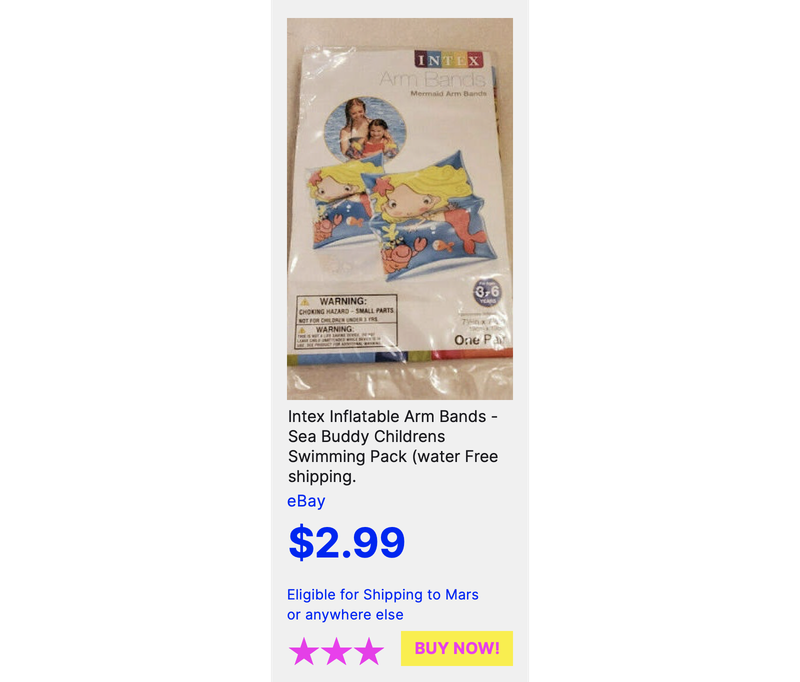 INTEX
Arm Bands
Mermaid Arm Bands
3-6
YEARS
WARNING:
CHOKING HAZARD - SMALL PARTS.
NOT FOR CHILDREN UNDER 3 YRS.
WARNING:
One Pair
Intex Inflatable Arm Bands -
Sea Buddy Childrens
Swimming Pack (water Free
shipping.
eBay
$2.99
Eligible for Shipping to Mars
or anywhere else
BUY NOW!